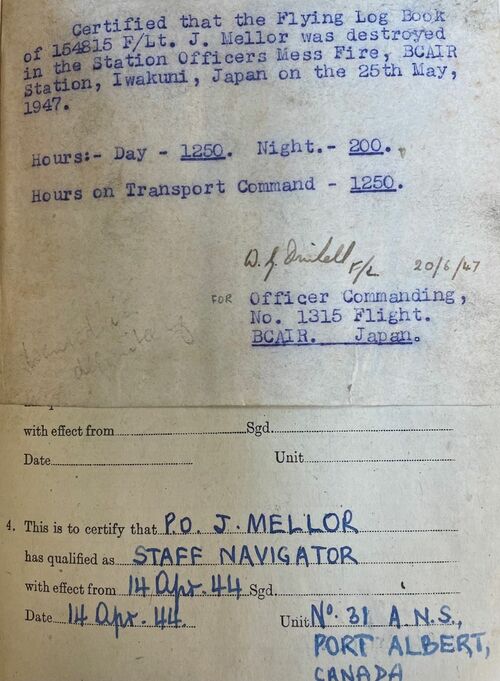 Certified that the Flying Log Book
of 154815 F/Lt. J. Mellor was destroyed
in the Station Officers Mess Fire, BCAIR
Station, Iwakuni, Japan on the 25th May,
1947.
Hours:- Day - 1250. Night.- 200.
Hours on Transport Command - 1250.
F/L 20/6/47
FOR Officer Commanding,
No. 1315 Flight.
BCAIR. Japan.
with effect from Sgd.
Date Unit
4. This is to certify that P.O. J. MELLOR
has qualified as STAFF NAVIGATOR
with effect from 14 Apr. 44 Sgd.
Date 14 Apr. 44. Unit No. 31 A.N.S.,
PORT ALBERT,
CANADA